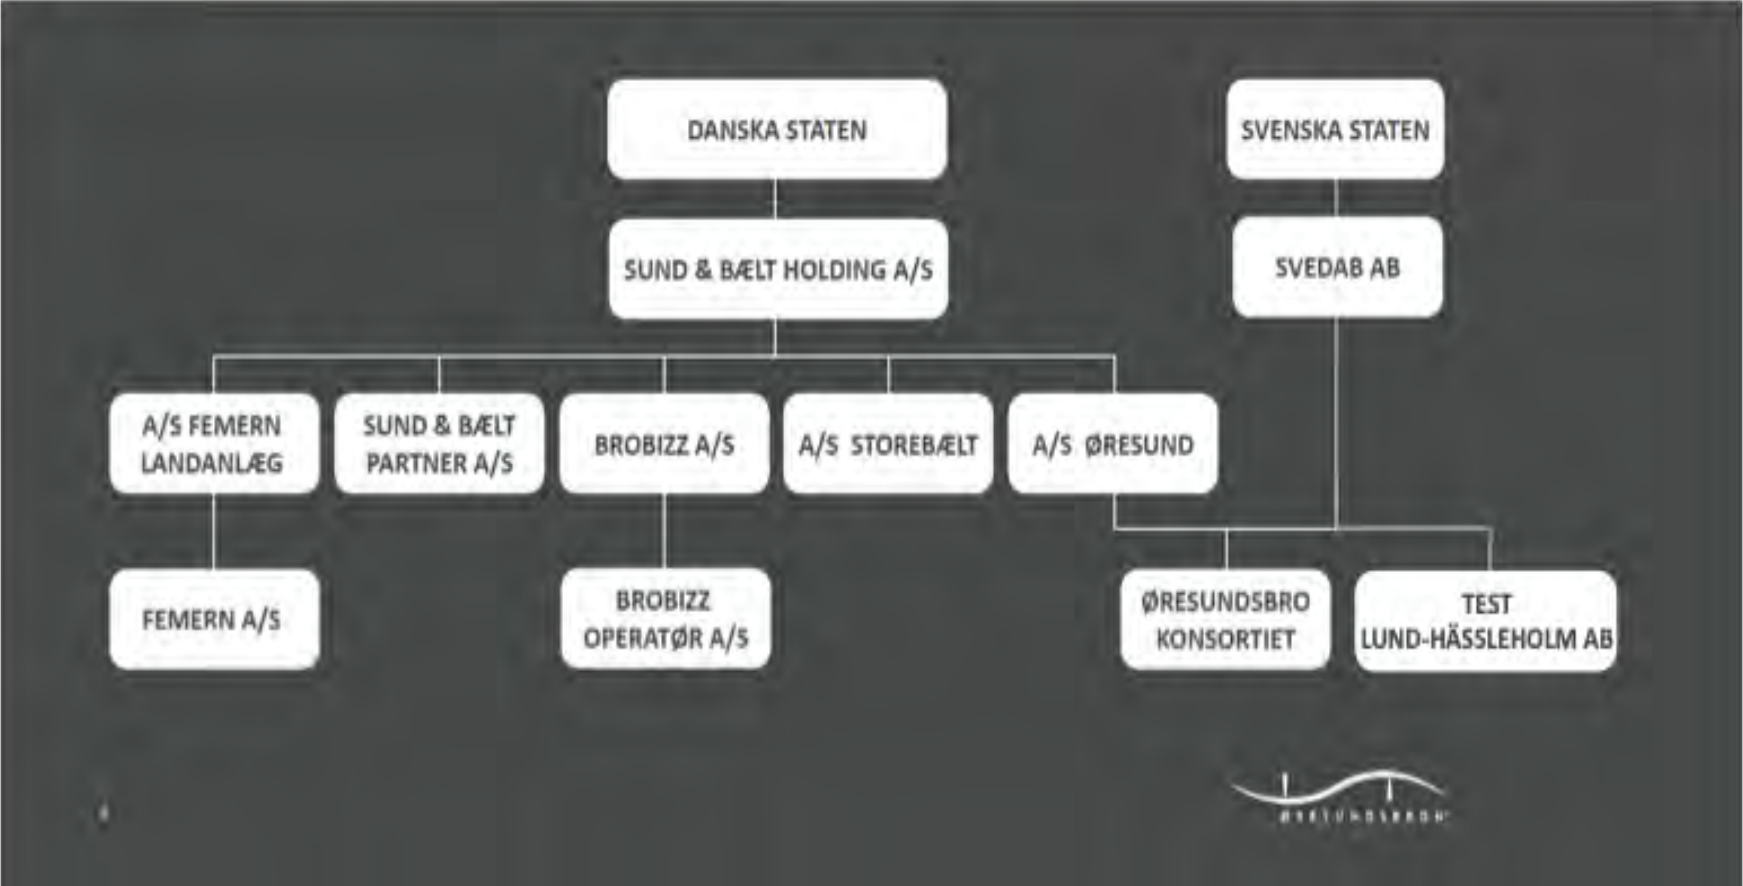 DANSKA STATEN
SVENSKA STATEN
SUND & BÆLT HOLDING A/S
SVEDAB AB
A/S FEMERN
LANDANLÆG
SUND & BÆLT
PARTNER A/S
BROBIZZ A/S
A/S STOREBÆLT
A/S ØRESUND
FEMERN A/S
BROBIZZ
OPERATØR A/S
ØRESUNDSBRO
KONSORTIET
TEST
LUND-HÄSSLEHOLM AB
ØRESUNDSBRON